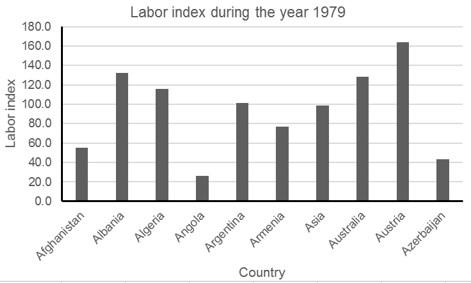 Labor index during the year 1979
Labor index
180.0
160.0
140.0
120.0
100.0
80.0
60.0
40.0
20.0
0.0
Afghanistan
Albania
Algeria
Angola
Argentina
Armenia
Asia
Australia
Austria
Azerbaijan
Country